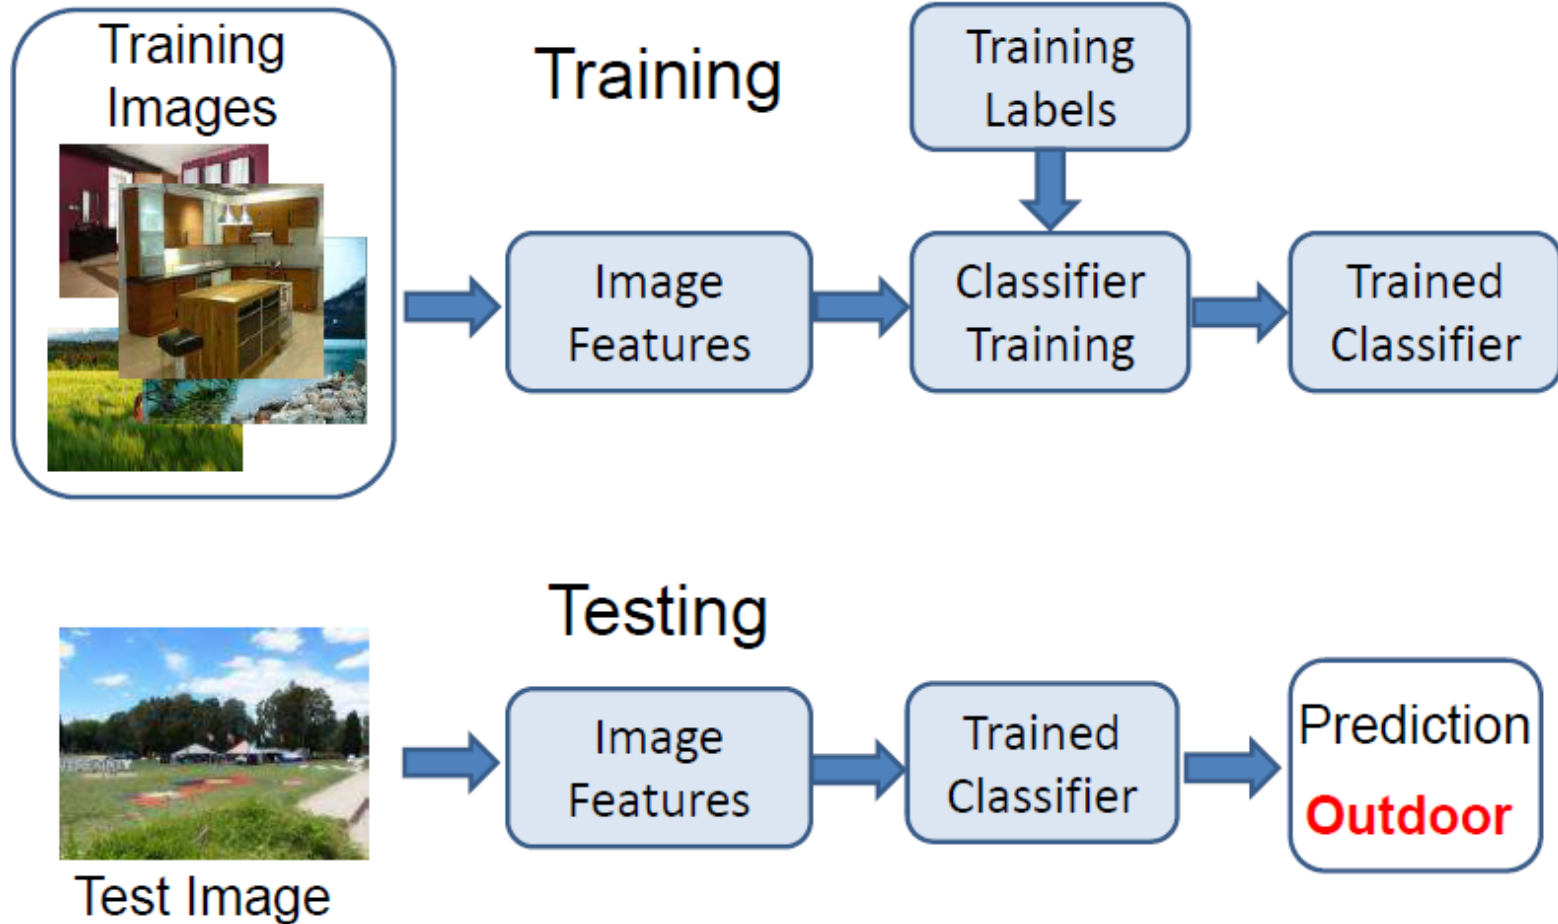 Training
Images
Training
Training
Labels
Image
Features
Classifier
Training
Trained
Classifier
Testing
Test Image
Image
Features
Trained
Classifier
Prediction
Outdoor